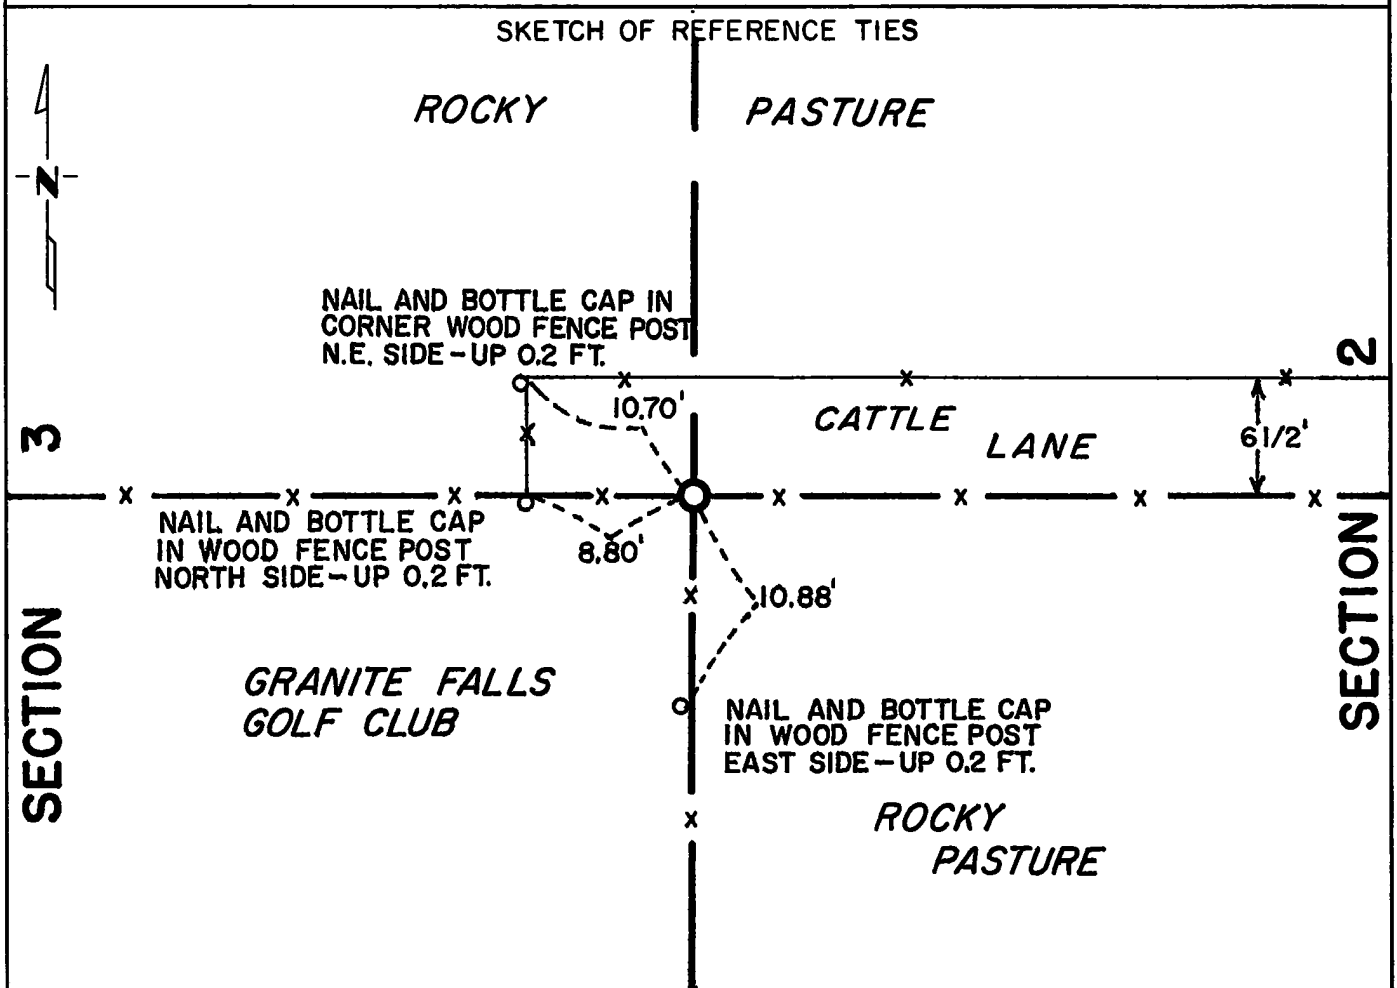 SKETCH OF REFERENCE TIES
ROCKY PASTURE
N
NAIL AND BOTTLE CAP IN
CORNER WOOD FENCE POST
N.E. SIDE-UP 0.2 FT.
10.70'
CATTLE
LANE
6 1/2'
SECTION 3
SECTION 2
NAIL AND BOTTLE CAP
IN WOOD FENCE POST
NORTH SIDE-UP 0.2 FT.
8.80'
10.88'
GRANITE FALLS
GOLF CLUB
NAIL AND BOTTLE CAP
IN WOOD FENCE POST
EAST SIDE-UP 0.2 FT.
ROCKY
PASTURE